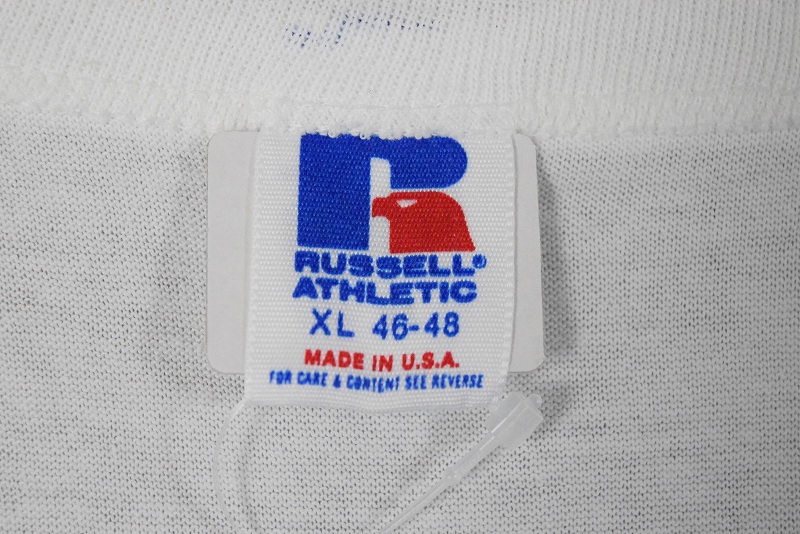 R
RUSSELL®
ATHLETIC
XL 46-48
MADE IN U.S.A.
FOR CARE & CONTENT SEE REVERSE